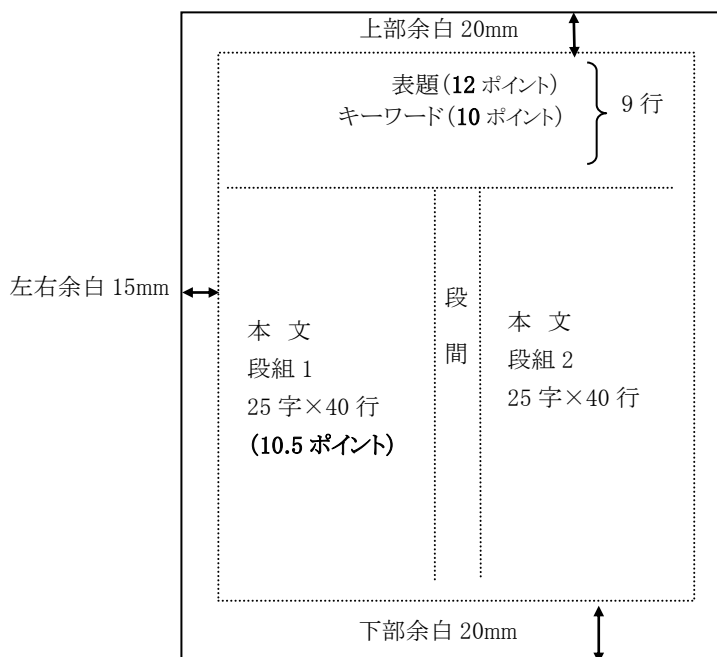 上部余白 20mm
表題(12 ポイント)
キーワード(10 ポイント)
9 行
左右余白 15mm
本 文
段組 1
25 字×40 行
(10.5 ポイント)
段
間
本 文
段組 2
25 字×40 行
下部余白 20mm